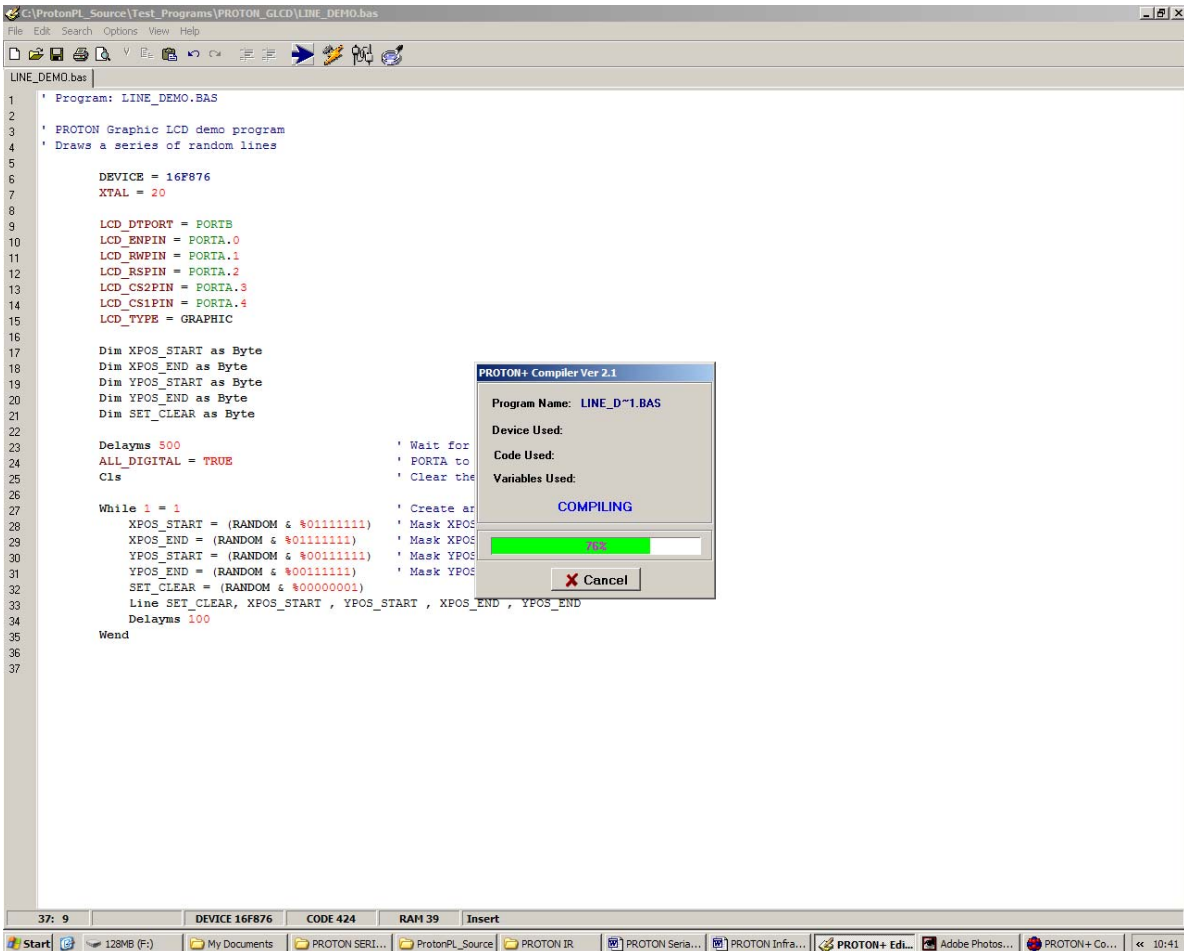 C:\ProtonPL_Source\Test_Programs\PROTON_GLCD\LINE_DEMO.bas
File Edit Search Options View Help
LINE_DEMO.bas
1 ' Program: LINE_DEMO.BAS
2
3 ' PROTON Graphic LCD demo program
4 ' Draws a series of random lines
5
6 DEVICE = 16F876
7 XTAL = 20
8
9 LCD_DTPORT = PORTB
10 LCD_ENPIN = PORTA.0
11 LCD_RWPIN = PORTA.1
12 LCD_RSPIN = PORTA.2
13 LCD_CS2PIN = PORTA.3
14 LCD_CS1PIN = PORTA.4
15 LCD_TYPE = GRAPHIC
16
17 Dim XPOS_START as Byte
18 Dim XPOS_END as Byte
19 Dim YPOS_START as Byte
20 Dim YPOS_END as Byte
21 Dim SET_CLEAR as Byte
22
23 Delayms 500 ' Wait for
24 ALL_DIGITAL = TRUE ' PORTA to
25 Cls ' Clear the
26
27 While 1 = 1 ' Create an
28 XPOS_START = (RANDOM & %01111111) ' Mask XPOS
29 XPOS_END = (RANDOM & %01111111) ' Mask XPOS
30 YPOS_START = (RANDOM & %00111111) ' Mask YPOS
31 YPOS_END = (RANDOM & %00111111) ' Mask YPOS
32 SET_CLEAR = (RANDOM & %00000001)
33 Line SET_CLEAR, XPOS_START , YPOS_START , XPOS_END , YPOS_END
34 Delayms 100
35 Wend
36
37
PROTON+ Compiler Ver 2.1
Program Name: LINE_D~1.BAS
Device Used:
Code Used:
Variables Used:
COMPILING
76%
Cancel
37: 9 DEVICE 16F876 CODE 424 RAM 39 Insert
Start 128MB (F:) My Documents PROTON SERI... ProtonPL_Source PROTON IR PROTON Seria... PROTON Infra... PROTON+ Edi... Adobe Photos... PROTON+ Co... « 10:41